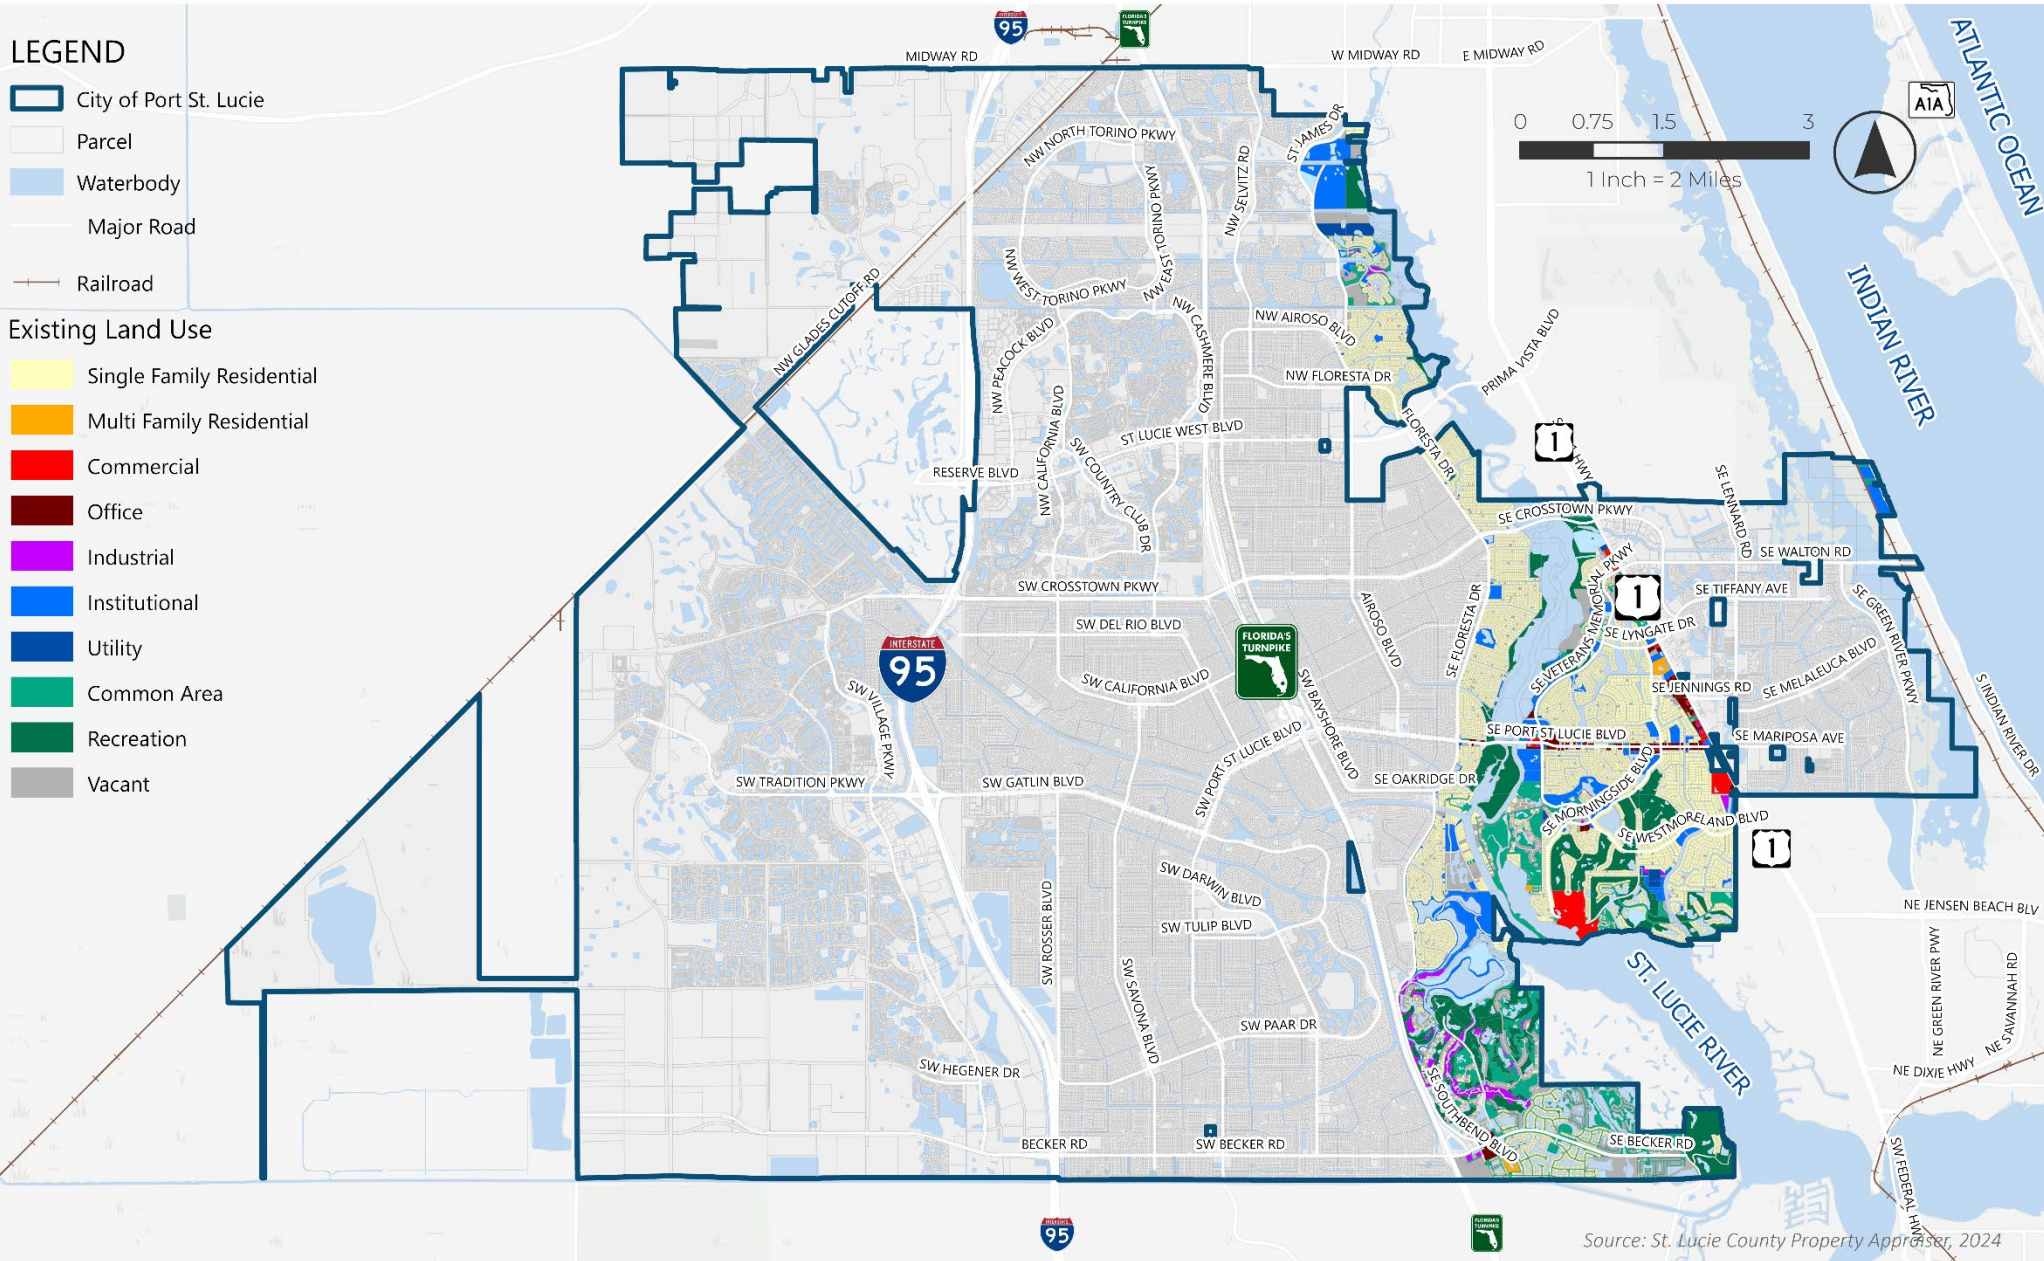 LEGEND
City of Port St. Lucie
Parcel
Waterbody
Major Road
Railroad
Existing Land Use
Single Family Residential
Multi Family Residential
Commercial
Office
Industrial
Institutional
Utility
Common Area
Recreation
Vacant
95
FLORIDA'S TURNPIKE
MIDWAY RD
W MIDWAY RD
E MIDWAY RD
ATLANTIC OCEAN
A1A
0 0.75 1.5 3
1 Inch = 2 Miles
NW NORTH TORINO PKWY
ST JAMES DR
NW SELVITZ RD
NW EAST TORINO PKWY
NW WEST TORINO PKWY
NW GLADES CUTOFF RD
NW PEACOCK BLVD
NW CASHMERE BLVD
NW AIROSO BLVD
INDIAN RIVER
PRIMA VISTA BLVD
NW FLORESTA DR
NW CALIFORNIA BLVD
ST LUCIE WEST BLVD
FLORESTA DR
1
HWY
RESERVE BLVD
SW COUNTRY CLUB DR
SE LENNARD RD
SE CROSSTOWN PKWY
SE WALTON RD
SW CROSSTOWN PKWY
SE TIFFANY AVE
1
SE VETERANS MEMORIAL PKWY
SE GREEN RIVER PKWY
AIROSO BLVD
SE FLORESTA DR
SW DEL RIO BLVD
SE LYNGATE DR
INTERSTATE
95
FLORIDA'S
TURNPIKE
SW CALIFORNIA BLVD
SW BAYSHORE BLVD
SE JENNINGS RD
SE MELALEUCA BLVD
S INDIAN RIVER DR
SW VILLAGE PKWY
SW PORT ST LUCIE BLVD
SE PORT ST LUCIE BLVD
SE MARIPOSA AVE
SW TRADITION PKWY
SW GATLIN BLVD
SE OAKRIDGE DR
SE MORNINGSIDE BLVD
SE WESTMORELAND BLVD
1
SW DARWIN BLVD
SW ROSSER BLVD
SW TULIP BLVD
NE JENSEN BEACH BLV
SW SAVONA BLVD
ST. LUCIE RIVER
NE GREEN RIVER PWY
NE SAVANNAH RD
SW PAAR DR
SW HEGENER DR
NE DIXIE HWY
SE SOUTHBEND BLVD
BECKER RD
SW BECKER RD
SE BECKER RD
SW FEDERAL HWY
95
FLORIDA'S TURNPIKE
Source: St. Lucie County Property Appraiser, 2024